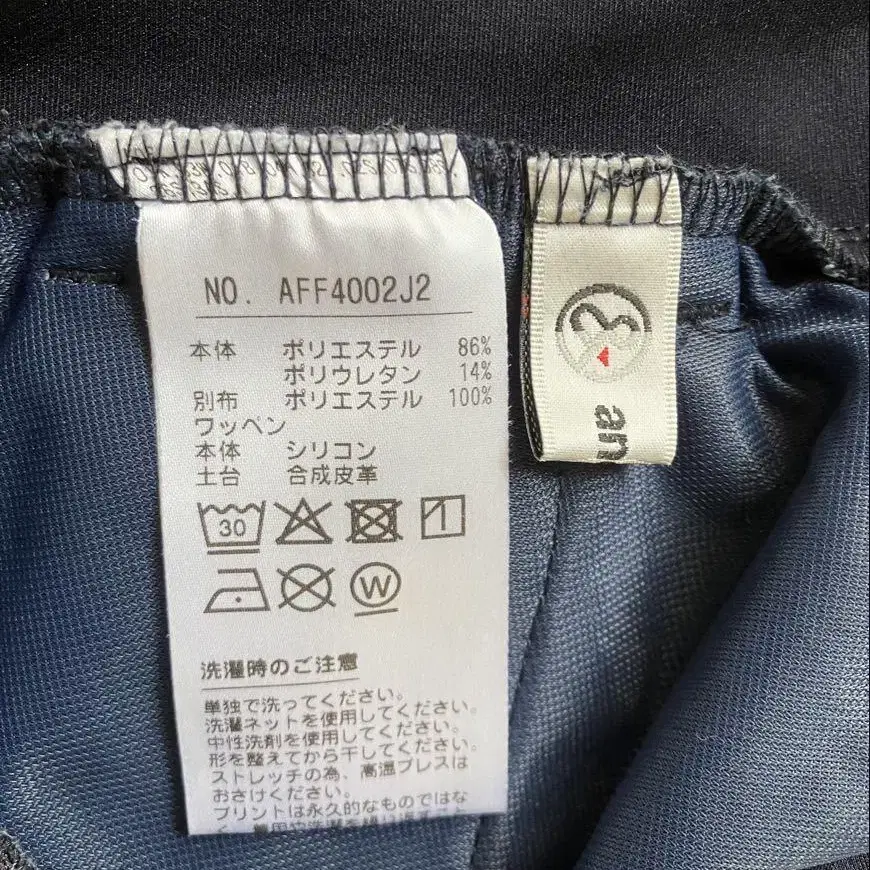 NO. AFF4002J2
本体 ポリエステル 86%
ポリウレタン 14%
別布 ポリエステル 100%
ワッペン
本体 シリコン
土台 合成皮革
30
W
洗濯時のご注意
単独で洗ってください。
洗濯ネットを使用してください。
中性洗剤を使用してください。
形を整えてから干してください。
ストレッチの為、高温プレスは
おさけください。
プリントは永久的なものではな
an